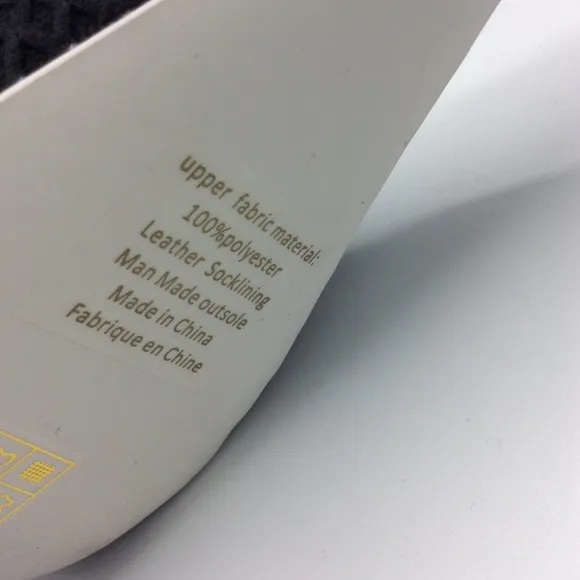 upper fabric material:
100%polyester
Leather Socklining
Man Made outsole
Made in China
Fabrique en Chine